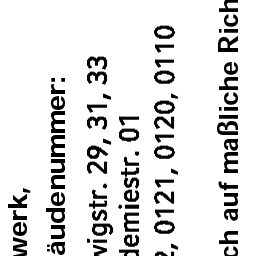 werk,
äudenummer:
vigstr. 29, 31, 33
demiestr. 01
2, 0121, 0120, 0110
ch auf maßliche Rich